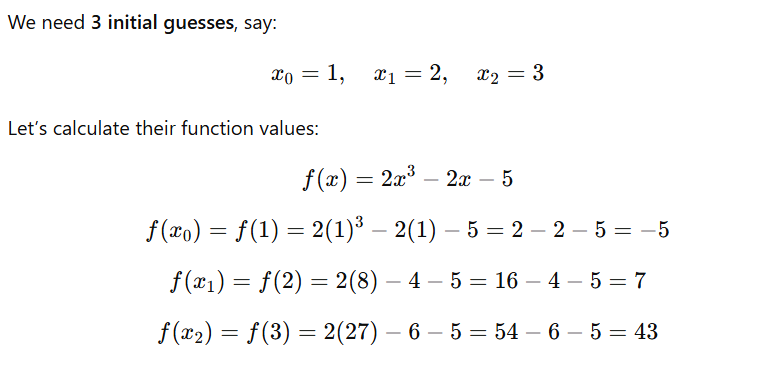 We need 3 initial guesses, say:
x₀ = 1, x₁ = 2, x₂ = 3
Let's calculate their function values:
f(x) = 2x³ − 2x − 5
f(x₀) = f(1) = 2(1)³ − 2(1) − 5 = 2 − 2 − 5 = −5
f(x₁) = f(2) = 2(8) − 4 − 5 = 16 − 4 − 5 = 7
f(x₂) = f(3) = 2(27) − 6 − 5 = 54 − 6 − 5 = 43